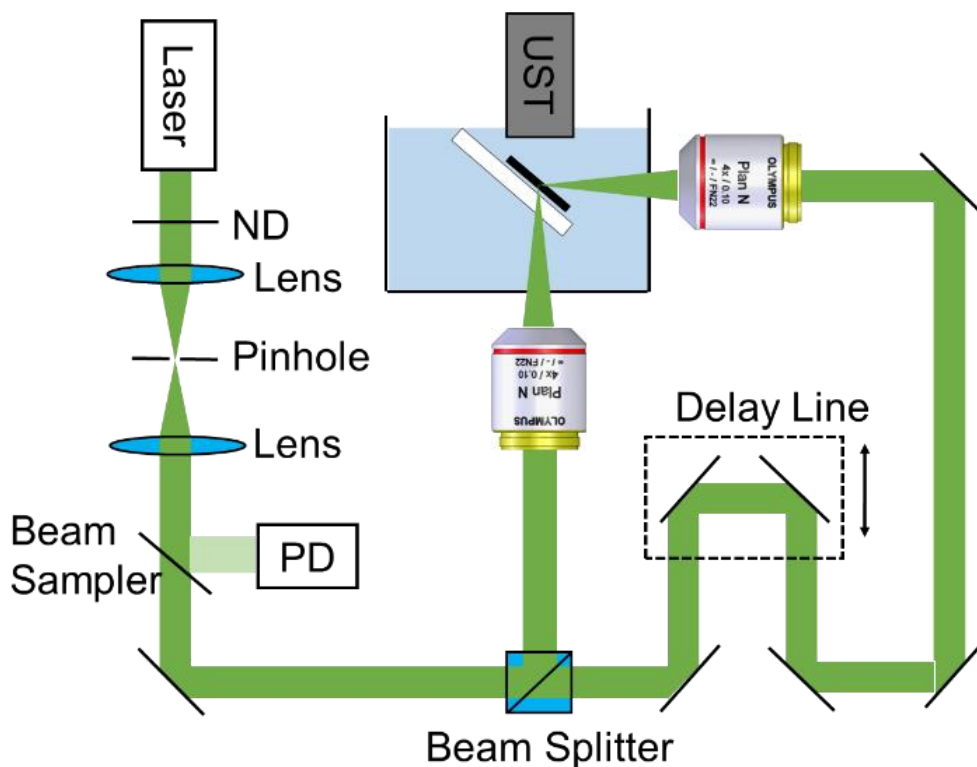 Laser
UST
ND
Lens
Pinhole
Lens
Beam
Sampler
PD
OLYMPUS
Plan N
4x / 0.10
= / - / FN22
OLYMPUS
Plan N
4x / 0.10
= / - / FN22
Delay Line
Beam Splitter